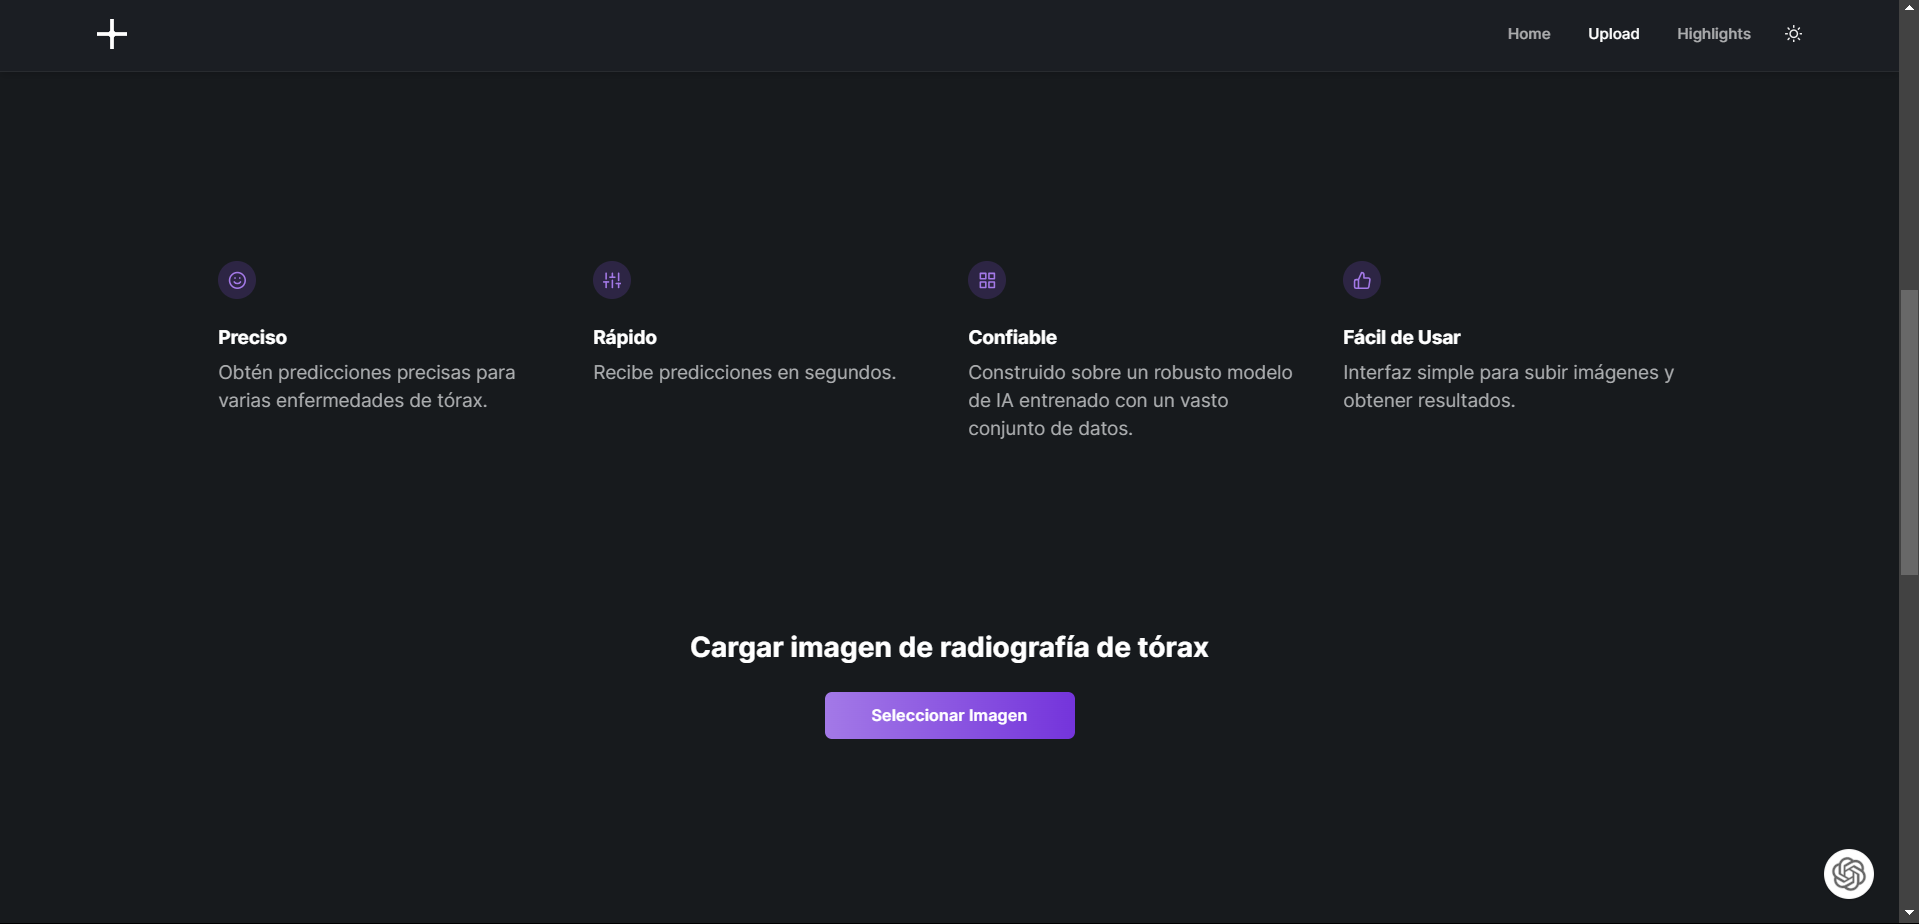 Home
Upload
Highlights
Preciso
Obtén predicciones precisas para
varias enfermedades de tórax.
Rápido
Recibe predicciones en segundos.
Confiable
Construido sobre un robusto modelo
de IA entrenado con un vasto
conjunto de datos.
Fácil de Usar
Interfaz simple para subir imágenes y
obtener resultados.
Cargar imagen de radiografía de tórax
Seleccionar Imagen